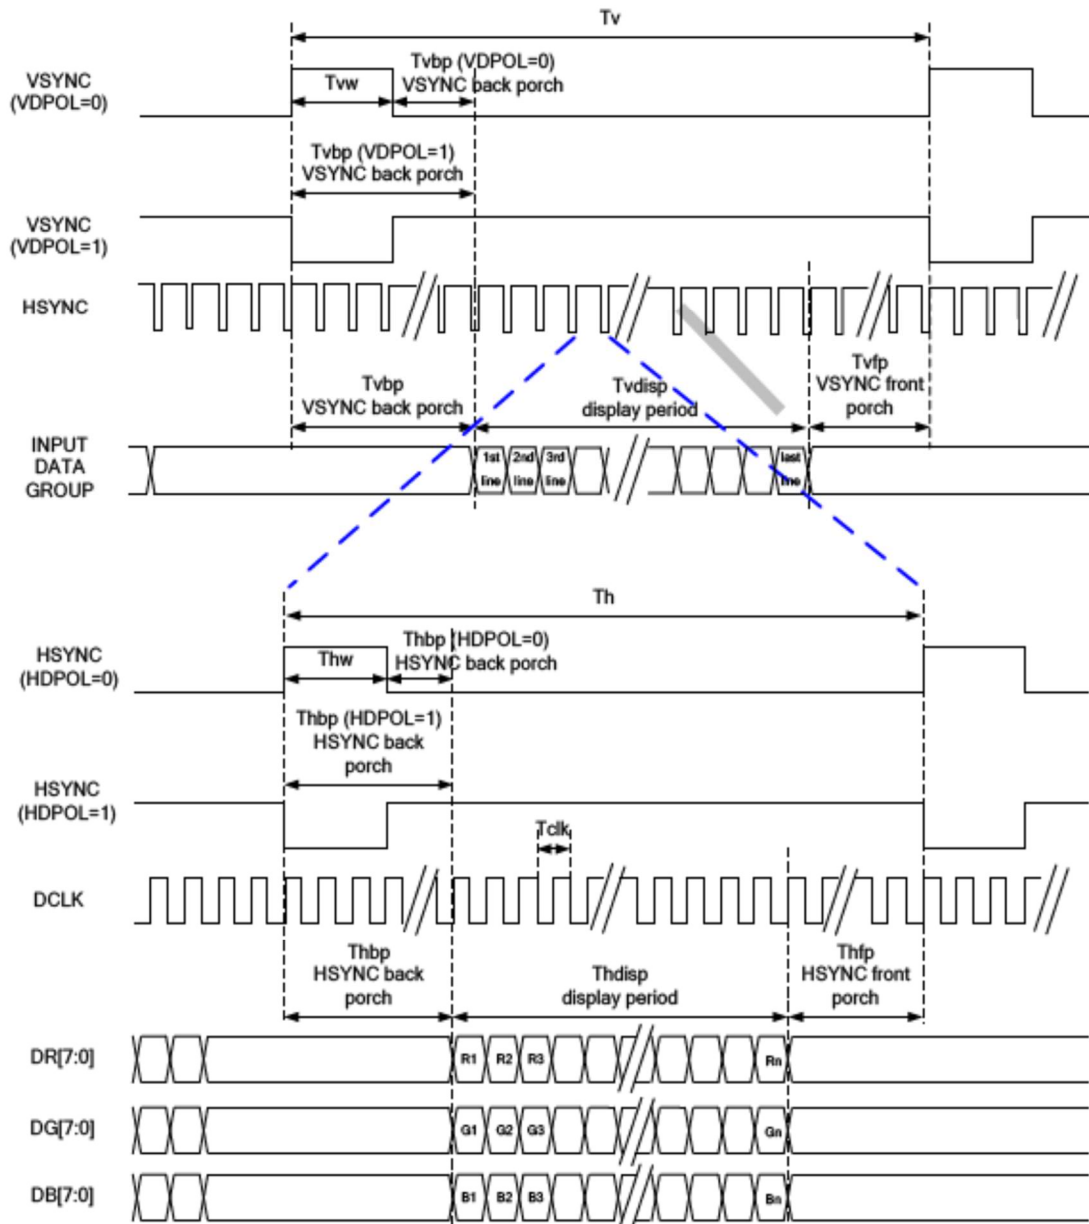 Tv
Tvbp (VDPOL=0)
VSYNC back porch
VSYNC
(VDPOL=0)
Tvw
Tvbp (VDPOL=1)
VSYNC back porch
VSYNC
(VDPOL=1)
HSYNC
Tvbp
VSYNC back porch
Tvdisp
display period
Tvfp
VSYNC front
porch
INPUT
DATA
GROUP
1st
line
2nd
line
3rd
line
last
line
Th
HSYNC
(HDPOL=0)
Thw
Thbp (HDPOL=0)
HSYNC back porch
Thbp (HDPOL=1)
HSYNC back
porch
HSYNC
(HDPOL=1)
Tclk
DCLK
Thbp
HSYNC back
porch
Thdisp
display period
Thfp
HSYNC front
porch
DR[7:0] R1 R2 R3 Rn
DG[7:0] G1 G2 G3 Gn
DB[7:0] B1 B2 B3 Bn